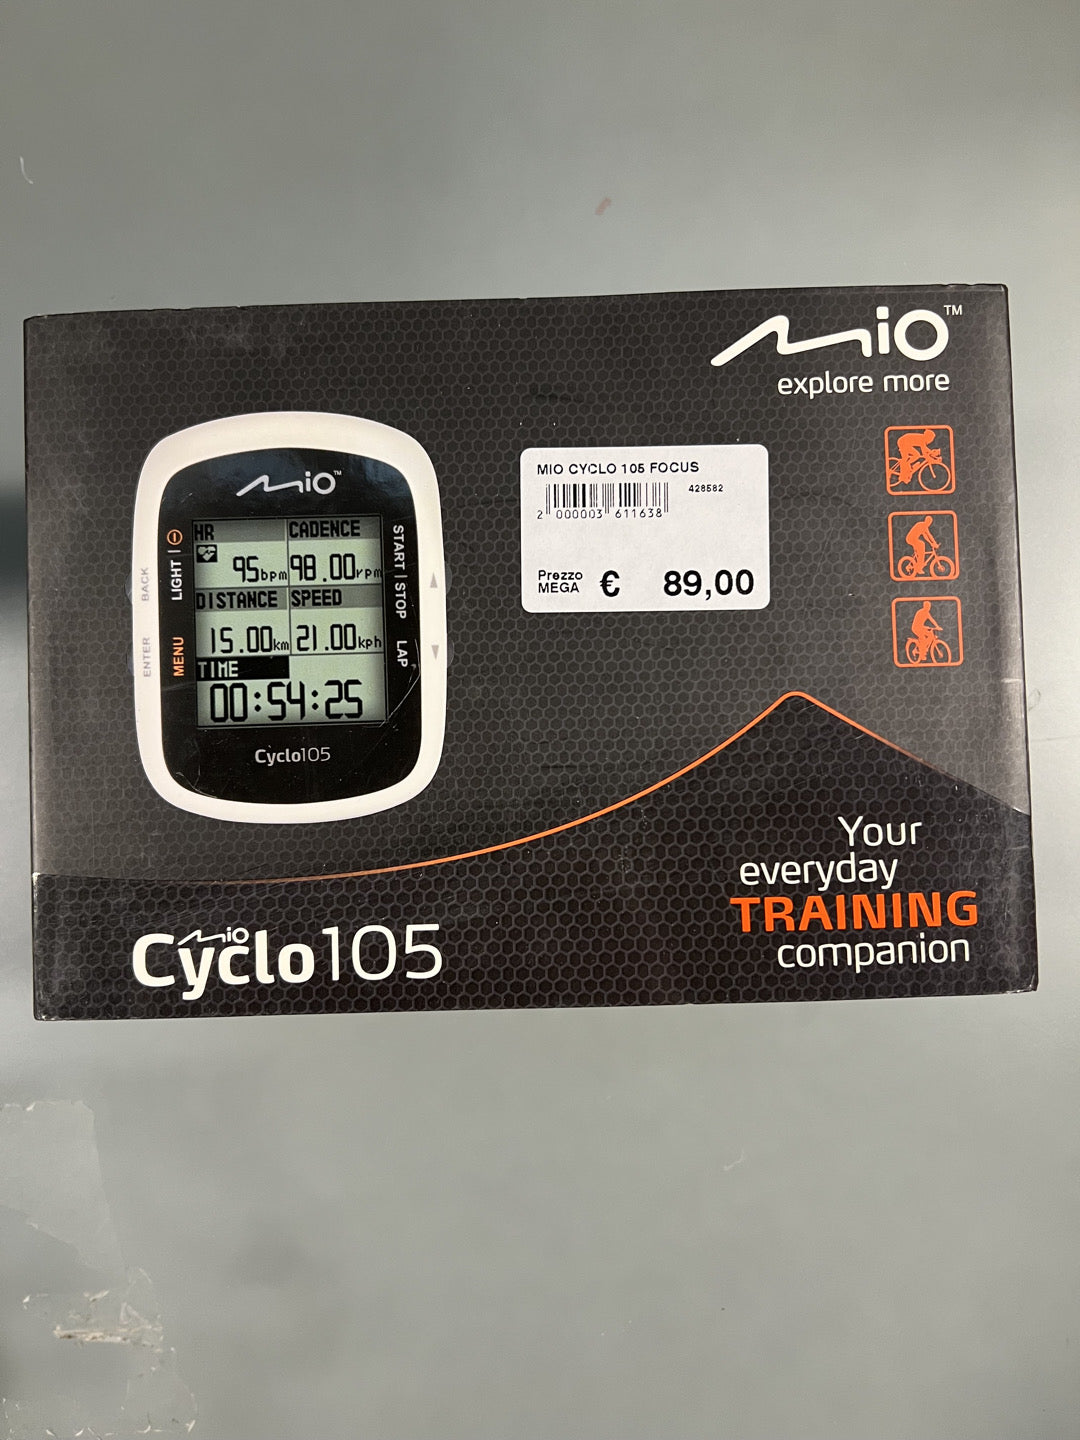 Mio™
explore more
MIO CYCLO 105 FOCUS
428582
2 000003 611638
Prezzo
MEGA € 89,00
Mio™
HR CADENCE
95bpm 98.00rpm
DISTANCE SPEED
15.00km 21.00kph
TIME
00:54:25
Cyclo105
BACK
ENTER
LIGHT |
MENU
START | STOP
LAP
Your
everyday
TRAINING
companion
Mio
Cyclo105